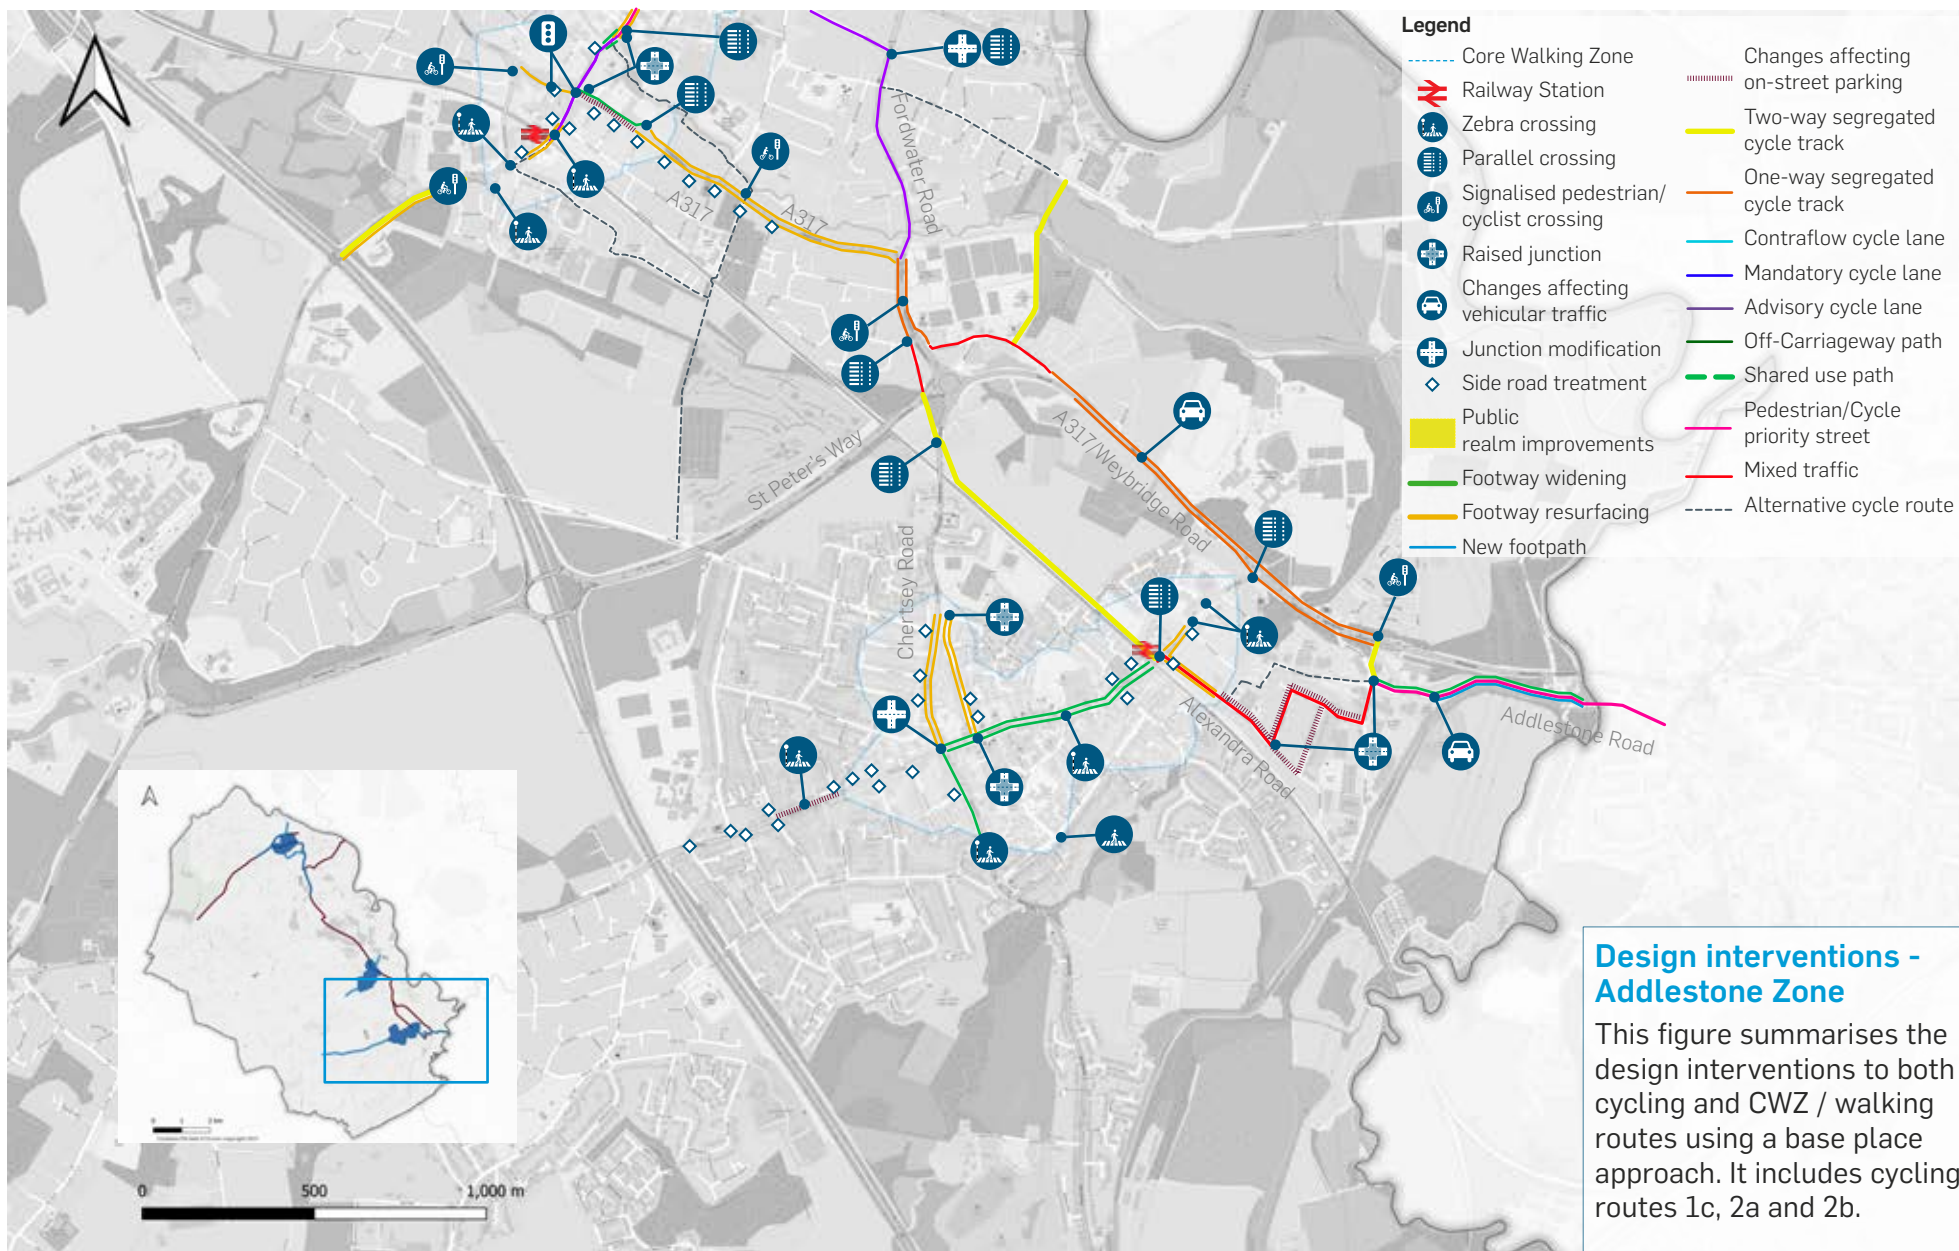 Legend
Core Walking Zone
Railway Station
Zebra crossing
Parallel crossing
Signalised pedestrian/
cyclist crossing
Raised junction
Changes affecting
vehicular traffic
Junction modification
Side road treatment
Public
realm improvements
Footway widening
Footway resurfacing
New footpath
Changes affecting
on-street parking
Two-way segregated
cycle track
One-way segregated
cycle track
Contraflow cycle lane
Mandatory cycle lane
Advisory cycle lane
Off-Carriageway path
Shared use path
Pedestrian/Cycle
priority street
Mixed traffic
Alternative cycle route
Fordwater Road
A317
A317
St Peter's Way
A317/Weybridge Road
Chertsey Road
Alexandra Road
Addlestone Road
0 500 1,000 m
Design interventions -
Addlestone Zone
This figure summarises the
design interventions to both
cycling and CWZ / walking
routes using a base place
approach. It includes cycling
routes 1c, 2a and 2b.